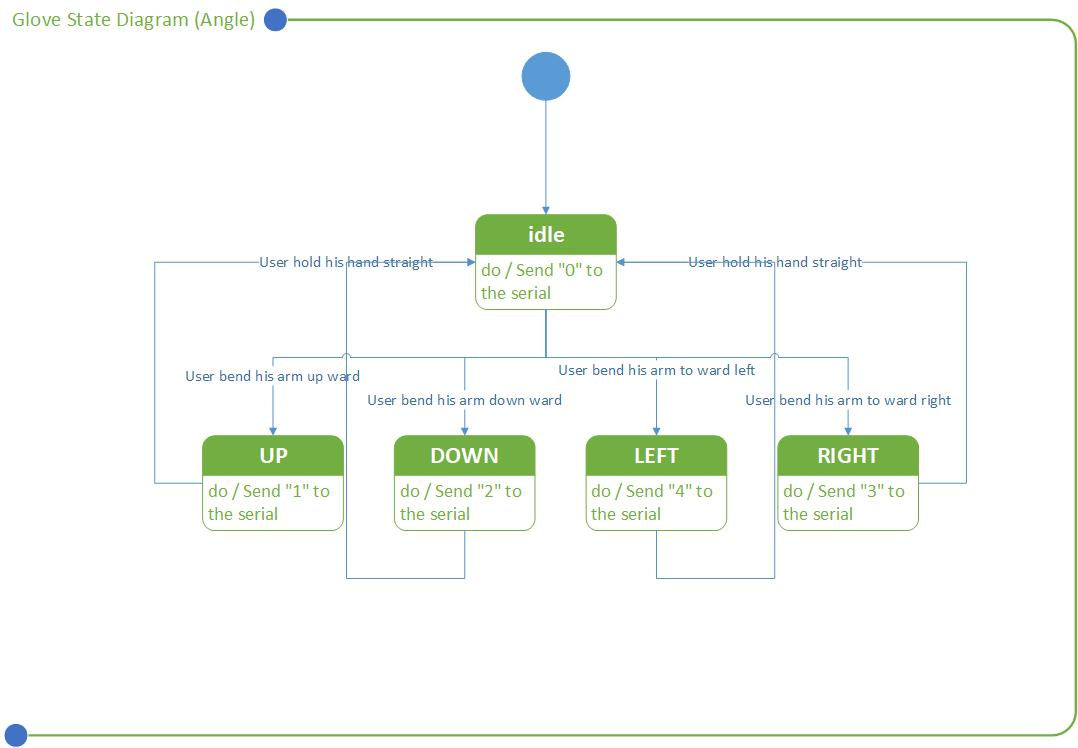 Glove State Diagram (Angle)
idle
do / Send "0" to
the serial
User hold his hand straight
User hold his hand straight
User bend his arm up ward
User bend his arm down ward
User bend his arm to ward left
User bend his arm to ward right
UP
do / Send "1" to
the serial
DOWN
do / Send "2" to
the serial
LEFT
do / Send "4" to
the serial
RIGHT
do / Send "3" to
the serial